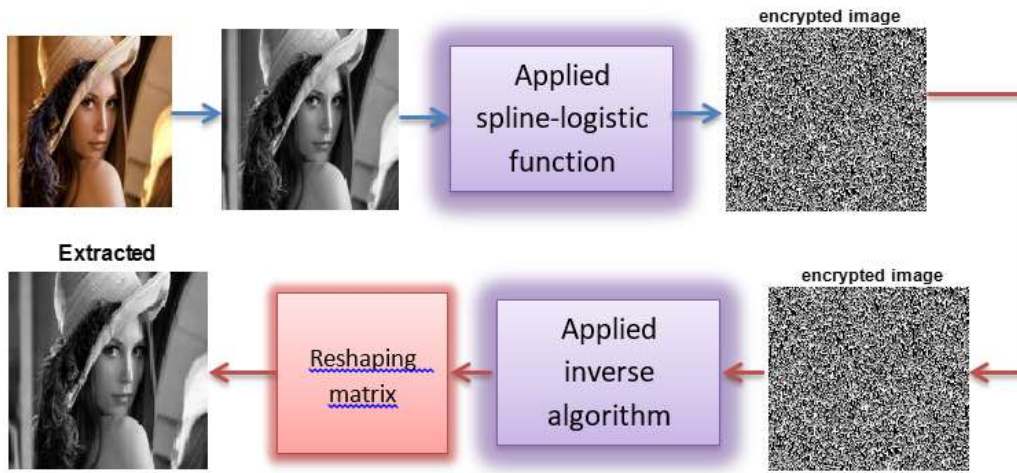 encrypted image
Applied
spline-logistic
function
Extracted
encrypted image
Reshaping
matrix
Applied
inverse
algorithm